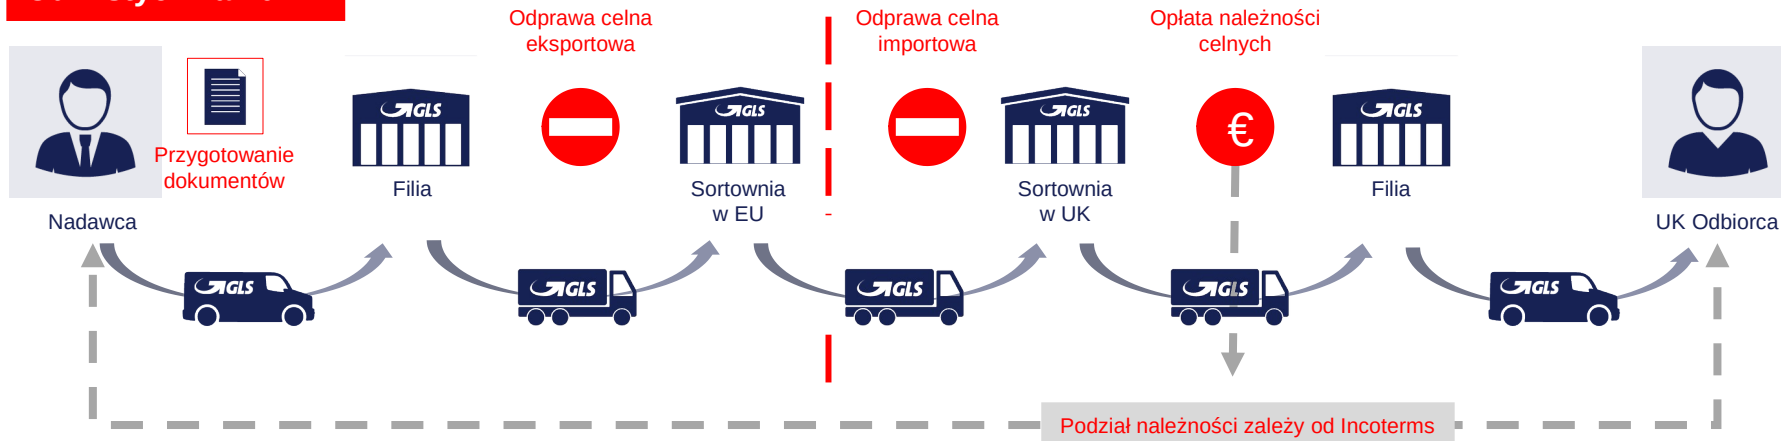 Odprawa celna
eksportowa
Odprawa celna
importowa
Opłata należności
celnych
Przygotowanie
dokumentów
GLS
GLS
GLS
€
GLS
Nadawca
Filia
Sortownia
w EU
Sortownia
w UK
Filia
UK Odbiorca
GLS
GLS
GLS
GLS
GLS
Podział należności zależy od Incoterms